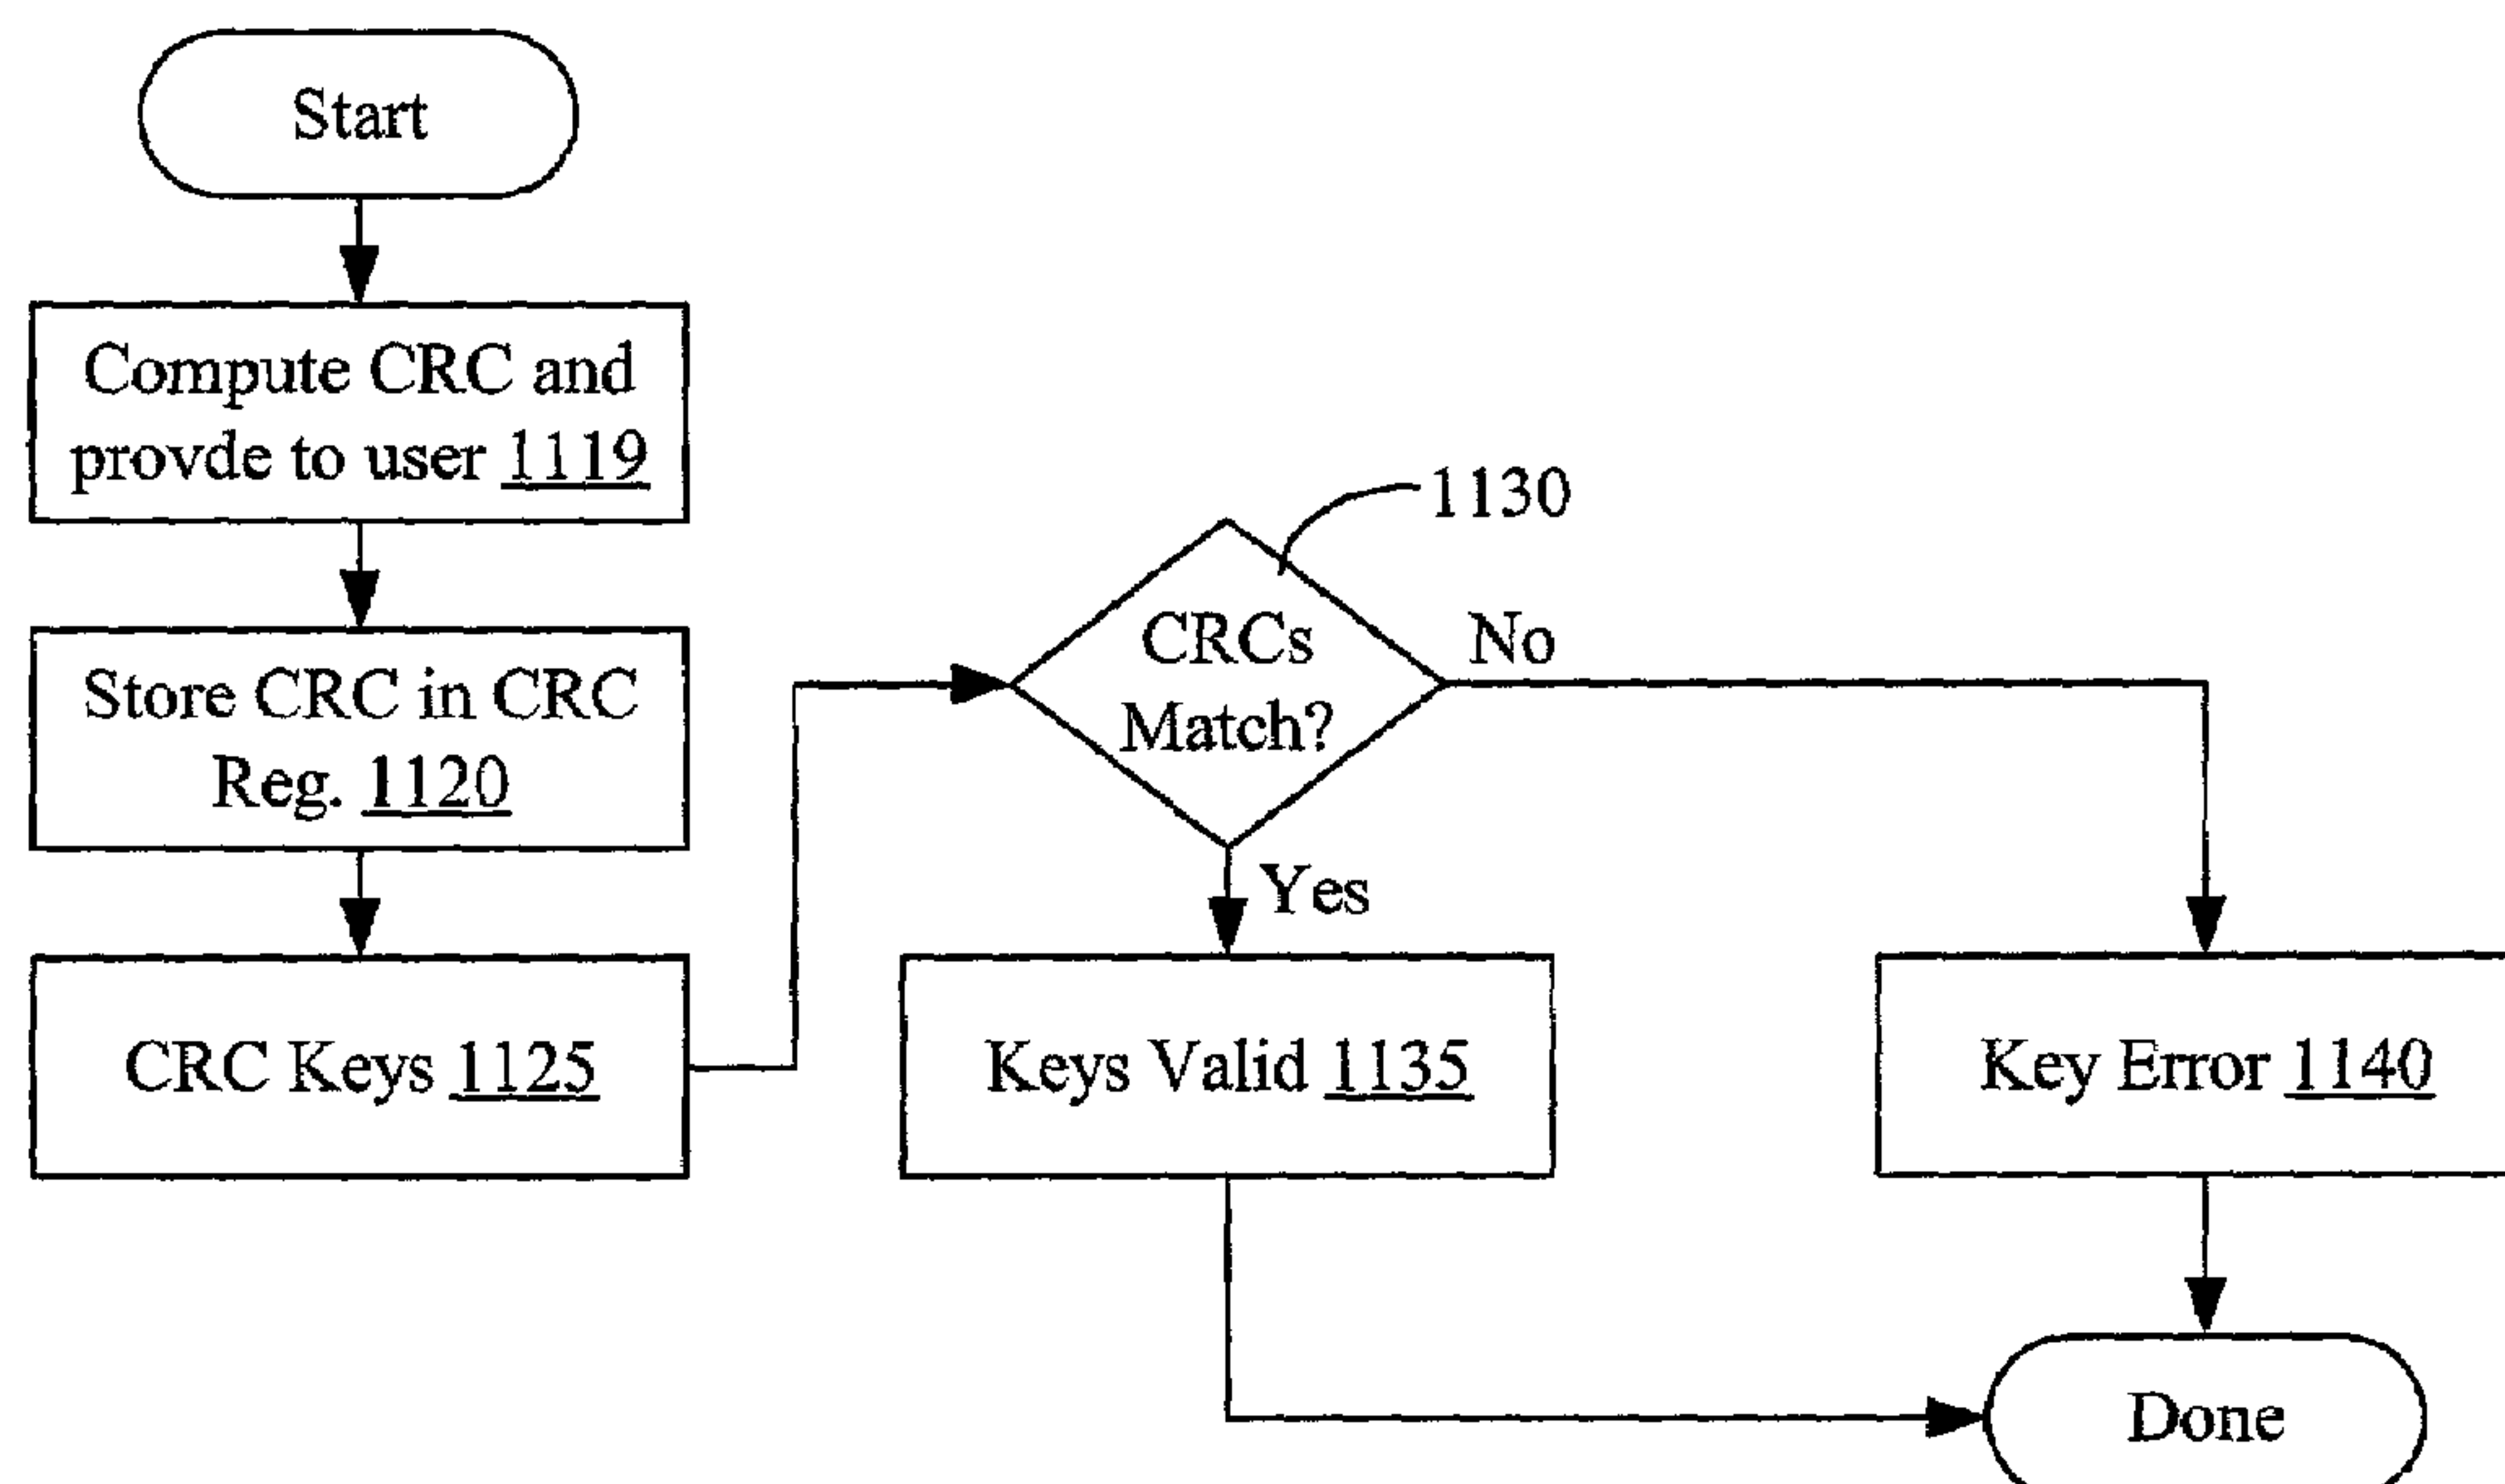 Start
Compute CRC and
provde to user 1119
Store CRC in CRC
Reg. 1120
CRC Keys 1125
1130
CRCs
Match?
No
Yes
Keys Valid 1135
Key Error 1140
Done